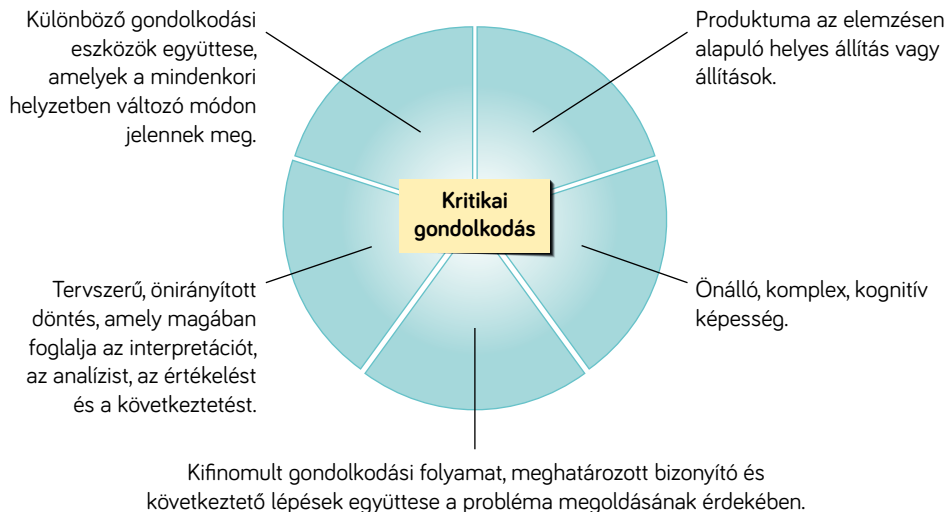 Különböző gondolkodási
eszközök együttese,
amelyek a mindenkori
helyzetben változó módon
jelennek meg.
Produktuma az elemzésen
alapuló helyes állítás vagy
állítások.
Kritikai
gondolkodás
Tervszerű, önirányított
döntés, amely magában
foglalja az interpretációt,
az analízist, az értékelést
és a következtetést.
Önálló, komplex, kognitív
képesség.
Kifinomult gondolkodási folyamat, meghatározott bizonyító és
következtető lépések együttese a probléma megoldásának érdekében.